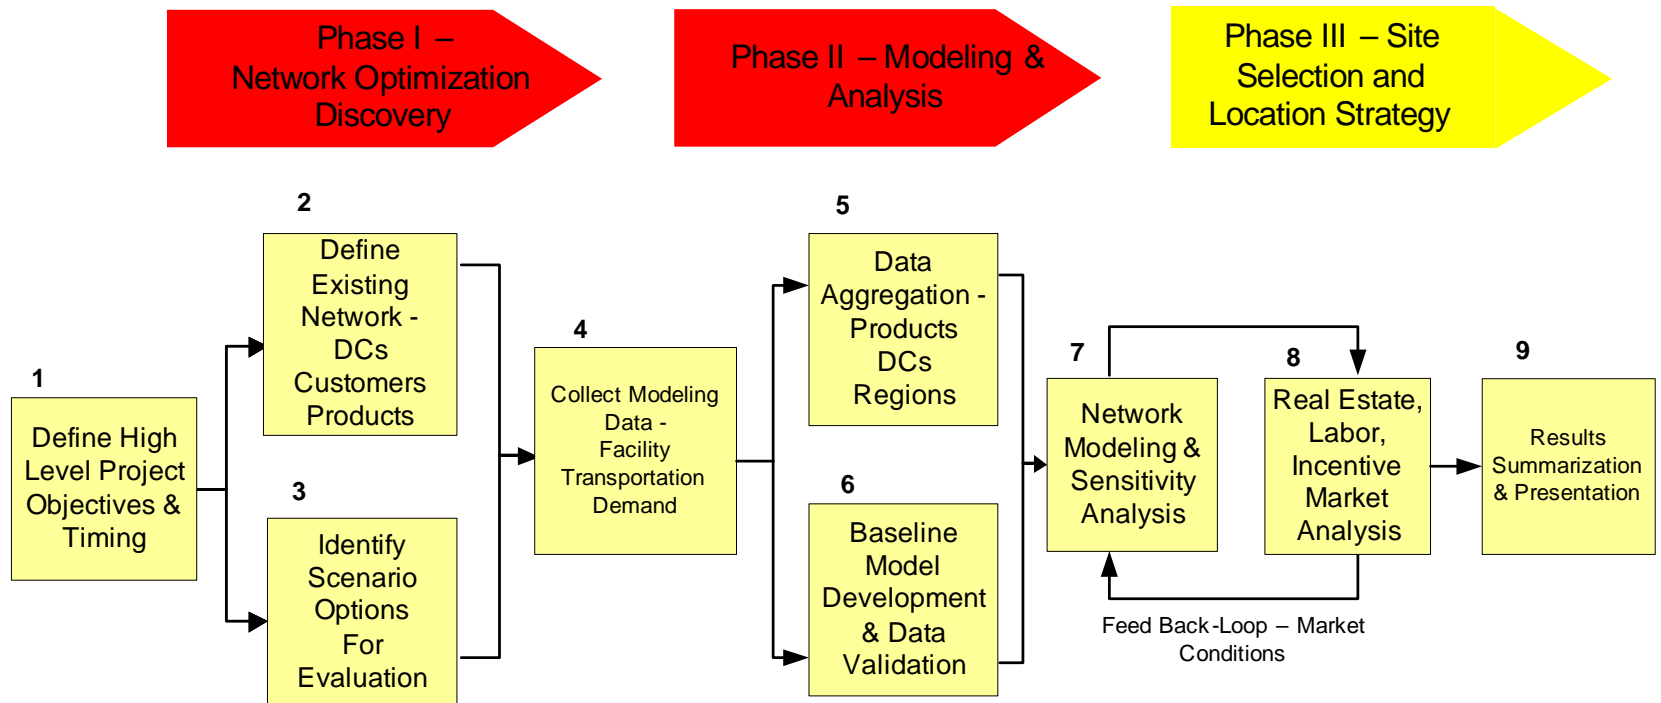 Phase I –
Network Optimization
Discovery
Phase II – Modeling &
Analysis
Phase III – Site
Selection and
Location Strategy
1
Define High
Level Project
Objectives &
Timing
2
Define
Existing
Network -
DCs
Customers
Products
3
Identify
Scenario
Options
For
Evaluation
4
Collect Modeling
Data -
Facility
Transportation
Demand
5
Data
Aggregation -
Products
DCs
Regions
6
Baseline
Model
Development
& Data
Validation
7
Network
Modeling &
Sensitivity
Analysis
8
Real Estate,
Labor,
Incentive
Market
Analysis
Feed Back-Loop – Market
Conditions
9
Results
Summarization
& Presentation